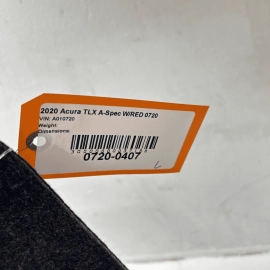 2020 Acura TLX A-Spec W/RED 0720
VIN: A010720
Weight:
Dimensions:
0720-0407
L